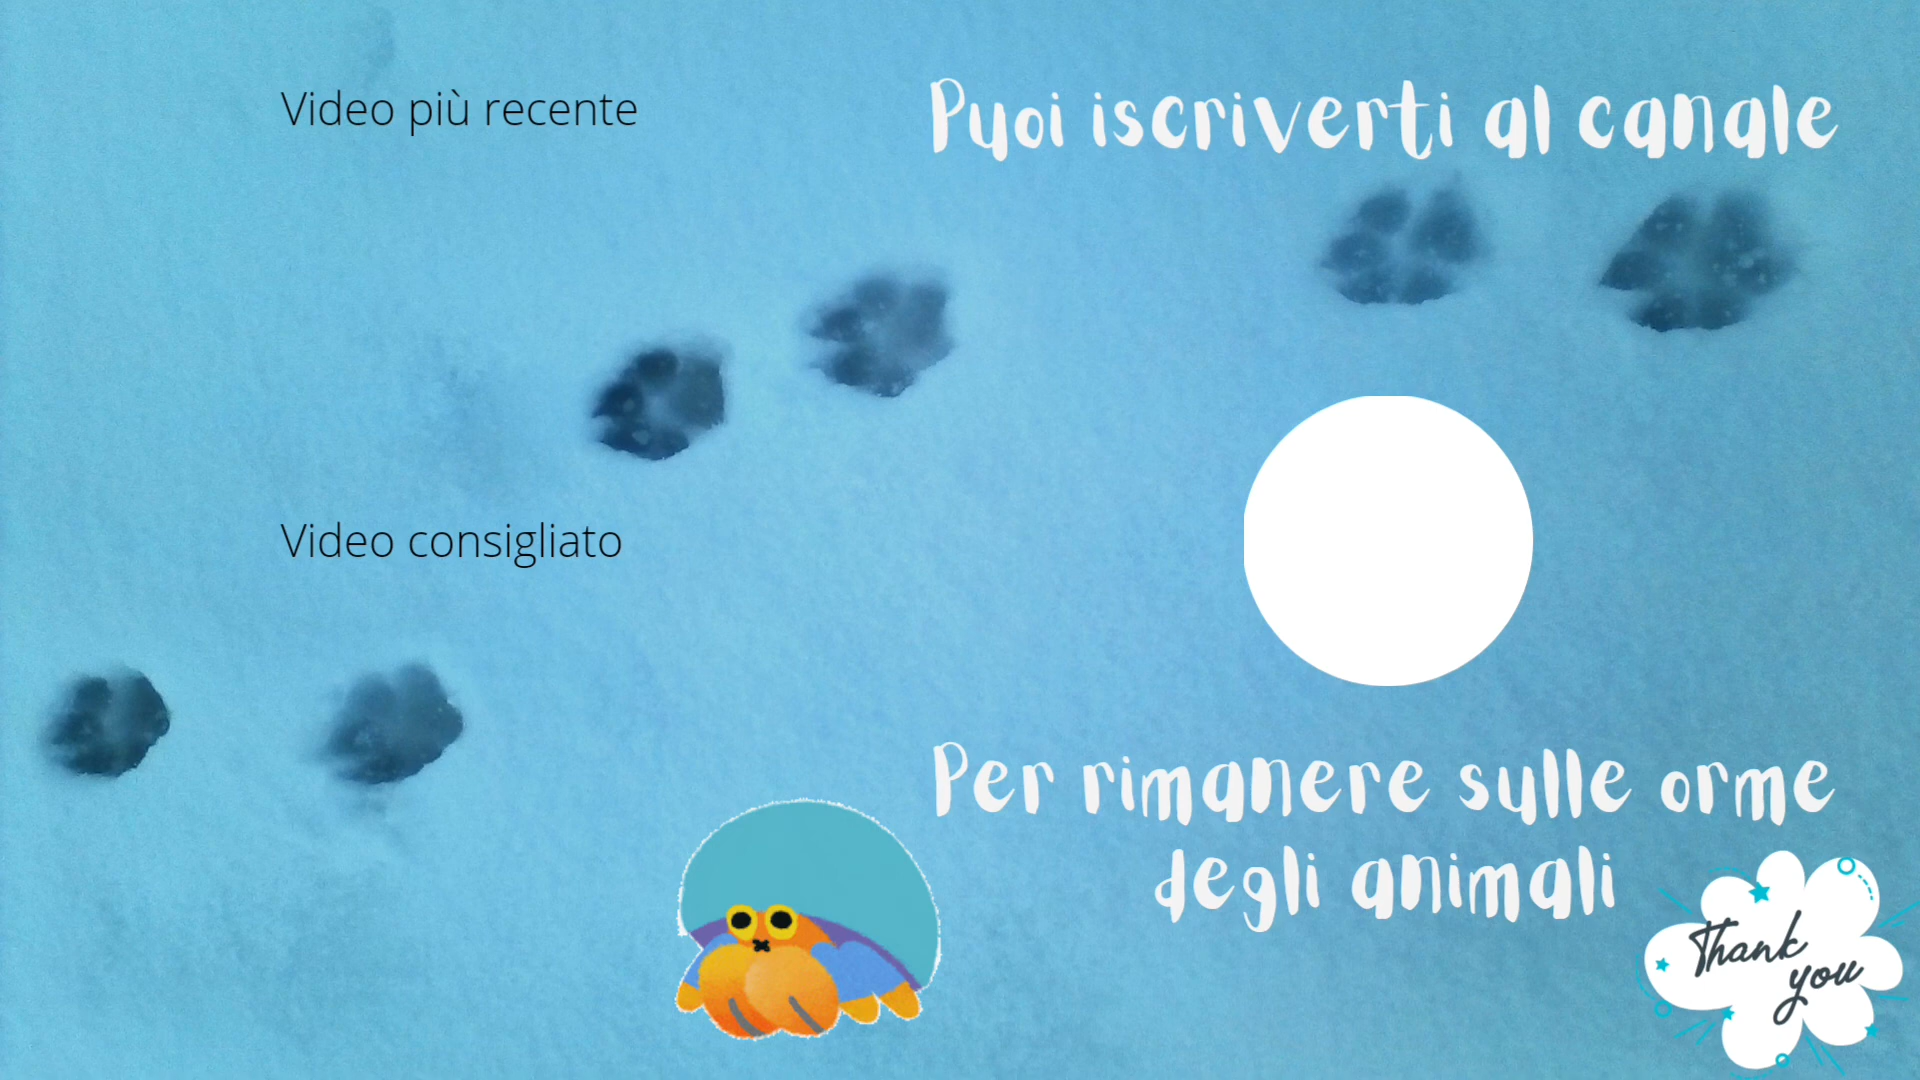 Video più recente
Puoi iscriverti al canale
Video consigliato
Per rimanere sulle orme
degli animali
Thank
you